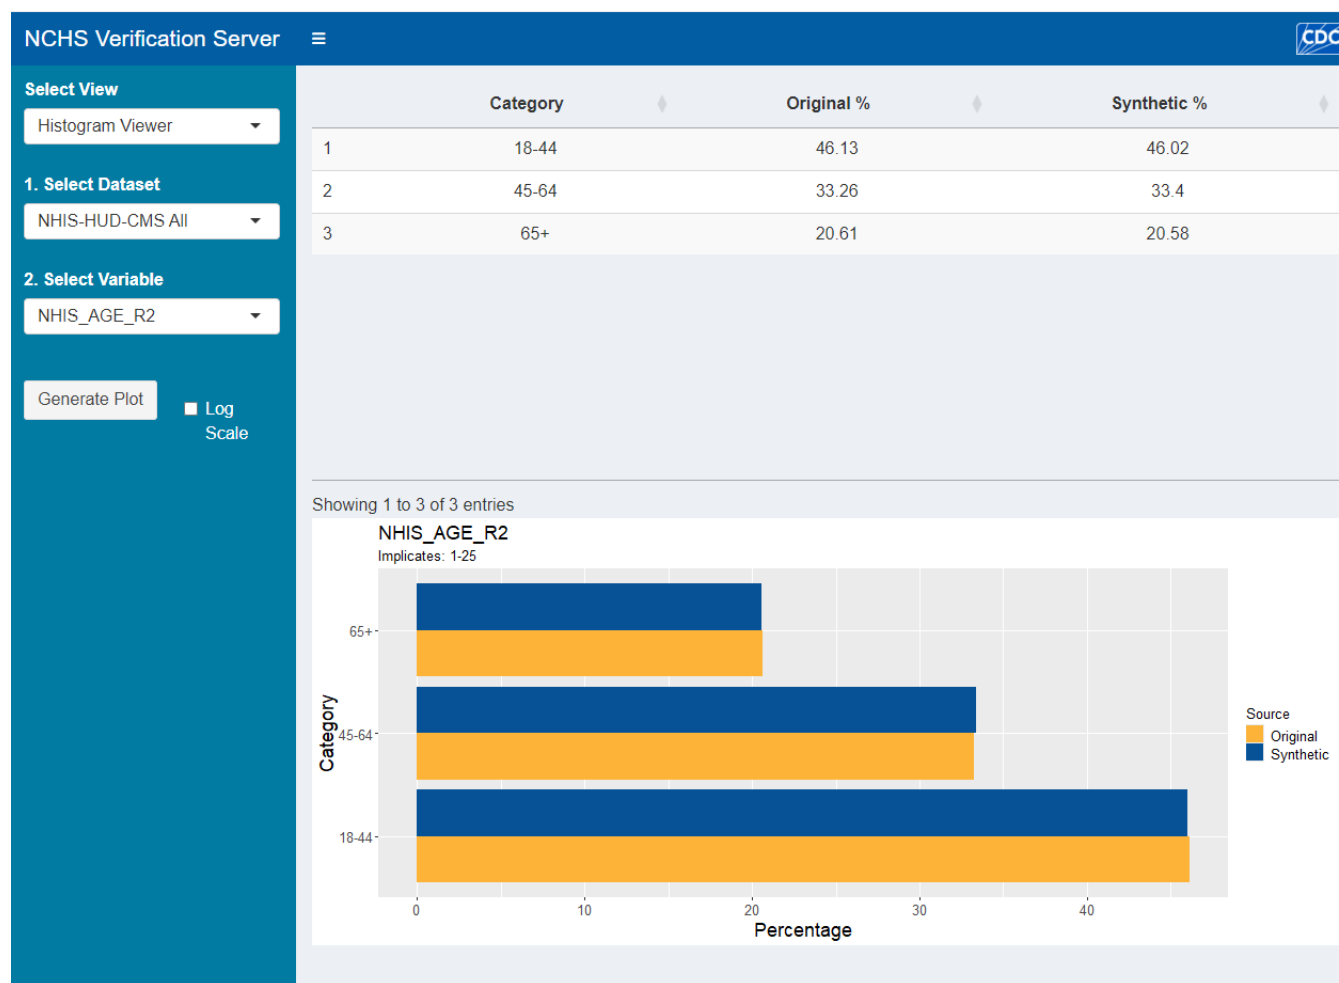 NCHS Verification Server
CDC
Select View
Histogram Viewer
1. Select Dataset
NHIS-HUD-CMS All
2. Select Variable
NHIS_AGE_R2
Generate Plot
Log
Scale
Category Original % Synthetic %
1 18-44 46.13 46.02
2 45-64 33.26 33.4
3 65+ 20.61 20.58
Showing 1 to 3 of 3 entries
NHIS_AGE_R2
Implicates: 1-25
Category
65+
45-64
18-44
0 10 20 30 40
Percentage
Source
Original
Synthetic